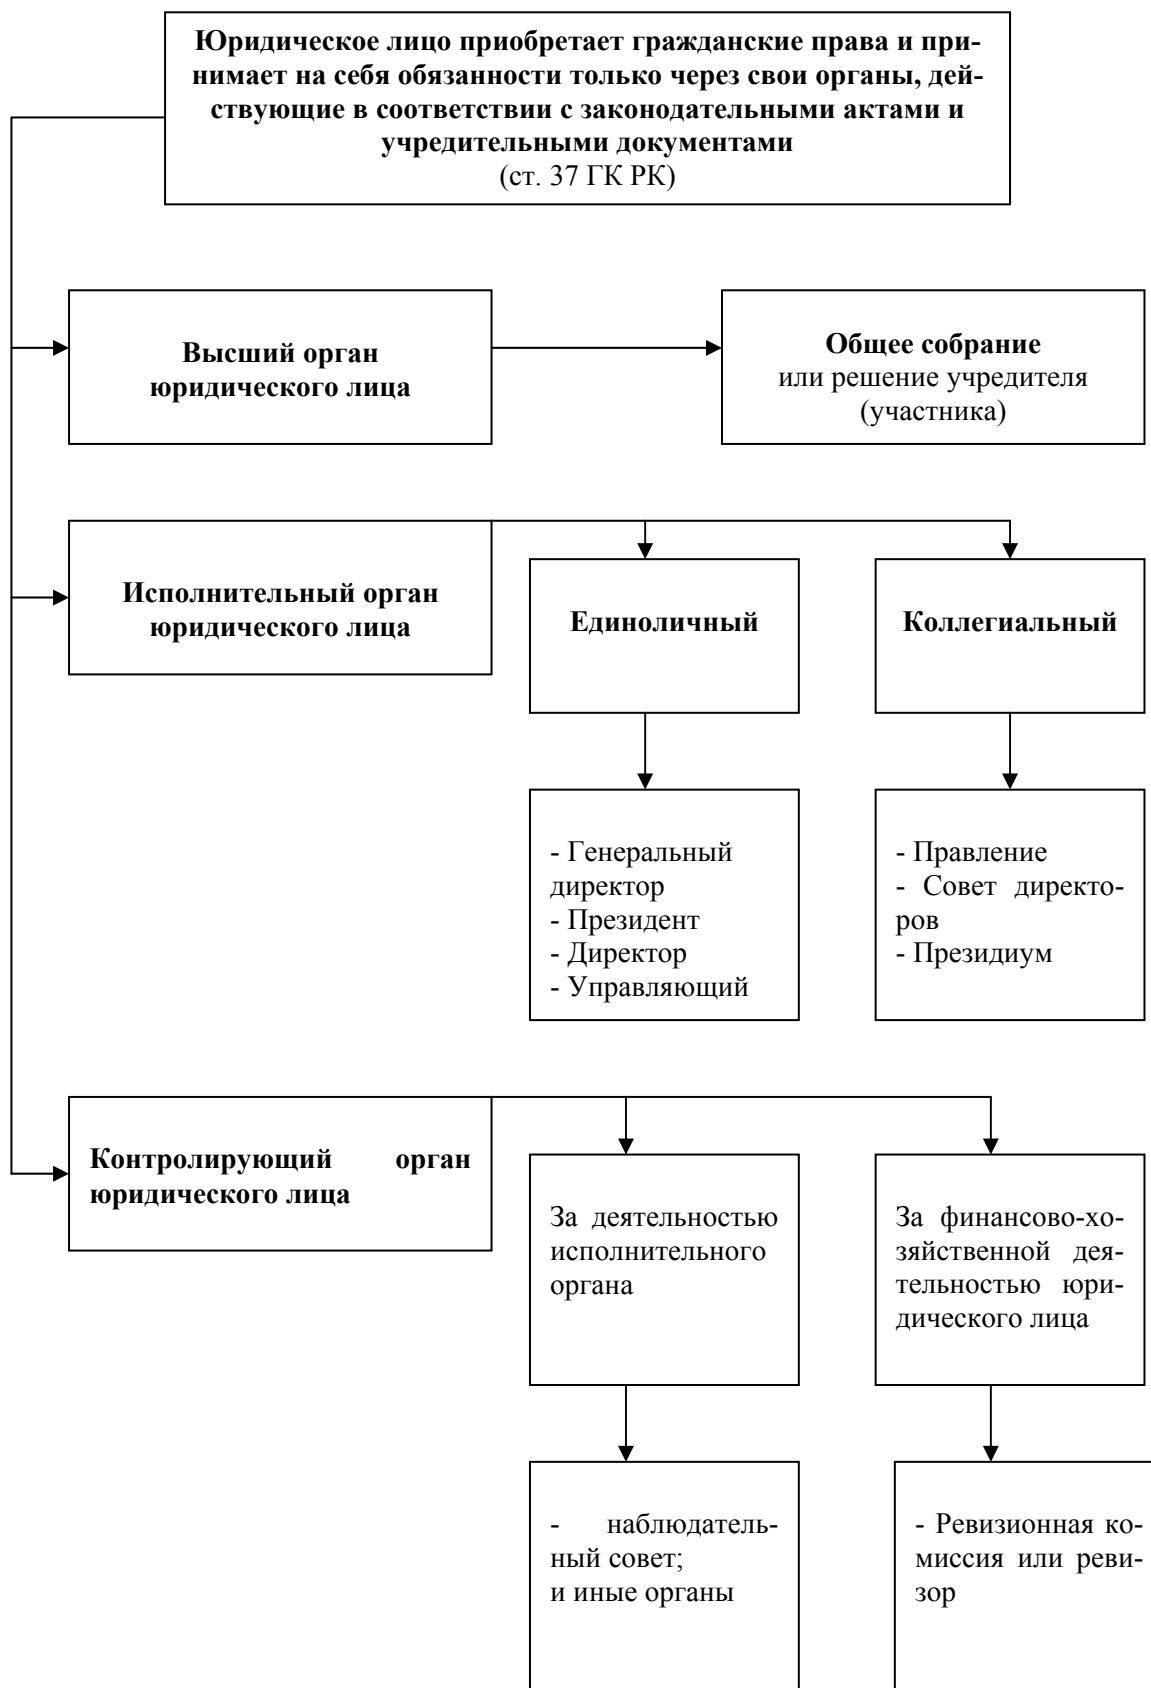 Юридическое лицо приобретает гражданские права и при-
нимает на себя обязанности только через свои органы, дей-
ствующие в соответствии с законодательными актами и
учредительными документами
(ст. 37 ГК РК)
Высший орган
юридического лица
Общее собрание
или решение учредителя
(участника)
Исполнительный орган
юридического лица
Единоличный
Коллегиальный
- Генеральный
директор
- Президент
- Директор
- Управляющий
- Правление
- Совет директо-
ров
- Президиум
Контролирующий орган
юридического лица
За деятельностью
исполнительного
органа
За финансово-хо-
зяйственной дея-
тельностью юри-
дического лица
- наблюдатель-
ный совет;
и иные органы
- Ревизионная ко-
миссия или реви-
зор